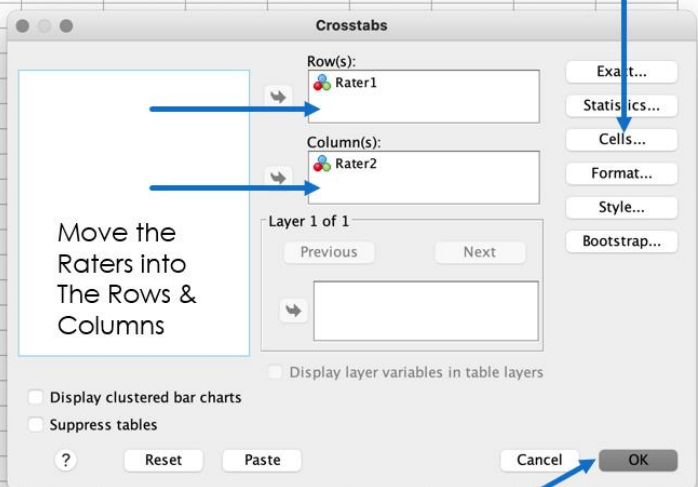 Crosstabs
Row(s):
Rater1
Column(s):
Rater2
Move the
Raters into
The Rows &
Columns
Layer 1 of 1
Previous
Next
Display layer variables in table layers
Exact...
Statistics...
Cells...
Format...
Style...
Bootstrap...
Display clustered bar charts
Suppress tables
?
Reset
Paste
Cancel
OK